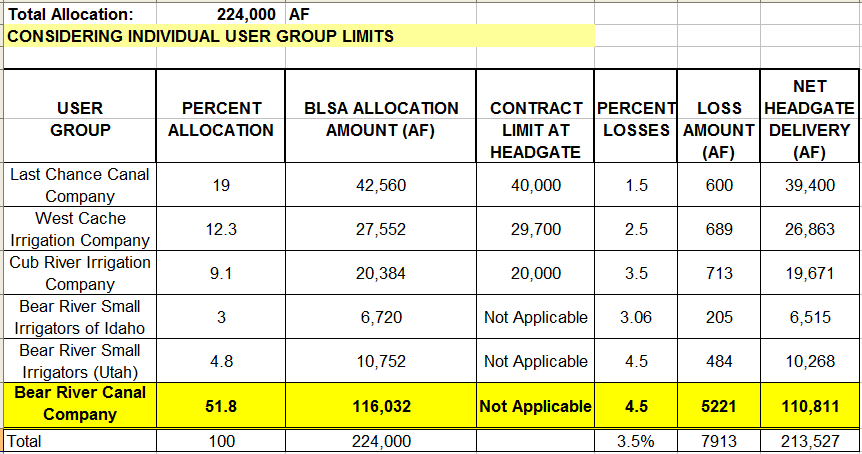 Total Allocation: 224,000 AF
CONSIDERING INDIVIDUAL USER GROUP LIMITS
USER GROUP PERCENT ALLOCATION BLSA ALLOCATION AMOUNT (AF) CONTRACT LIMIT AT HEADGATE PERCENT LOSSES LOSS AMOUNT (AF) NET HEADGATE DELIVERY (AF)
Last Chance Canal Company 19 42,560 40,000 1.5 600 39,400
West Cache Irrigation Company 12.3 27,552 29,700 2.5 689 26,863
Cub River Irrigation Company 9.1 20,384 20,000 3.5 713 19,671
Bear River Small Irrigators of Idaho 3 6,720 Not Applicable 3.06 205 6,515
Bear River Small Irrigators (Utah) 4.8 10,752 Not Applicable 4.5 484 10,268
Bear River Canal Company 51.8 116,032 Not Applicable 4.5 5221 110,811
Total 100 224,000 3.5% 7913 213,527